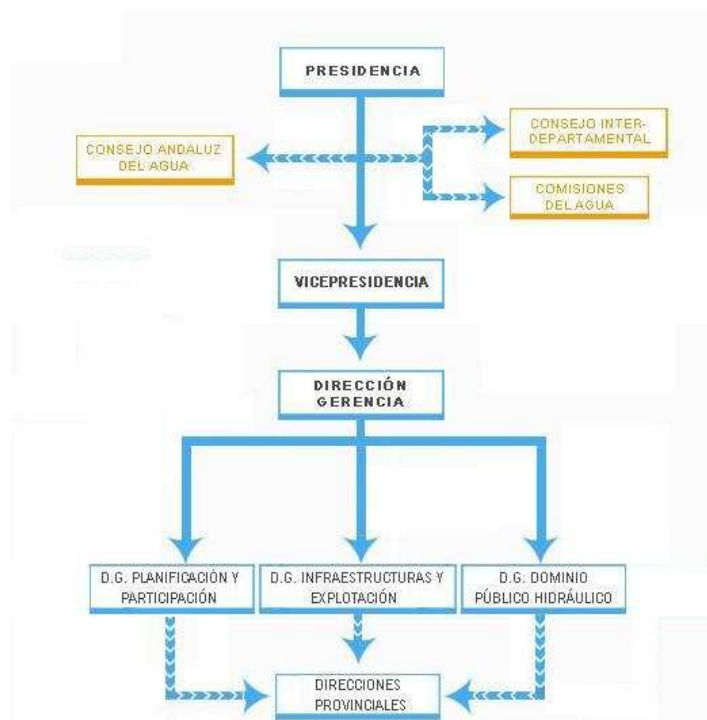 PRESIDENCIA
CONSEJO ANDALUZ
DEL AGUA
CONSEJO INTER-
DEPARTAMENTAL
COMISIONES
DEL AGUA
VICEPRESIDENCIA
DIRECCIÓN
GERENCIA
D.G. PLANIFICACIÓN Y
PARTICIPACIÓN
D.G. INFRAESTRUCTURAS Y
EXPLOTACIÓN
D.G. DOMINIO
PÚBLICO HIDRÁULICO
DIRECCIONES
PROVINCIALES